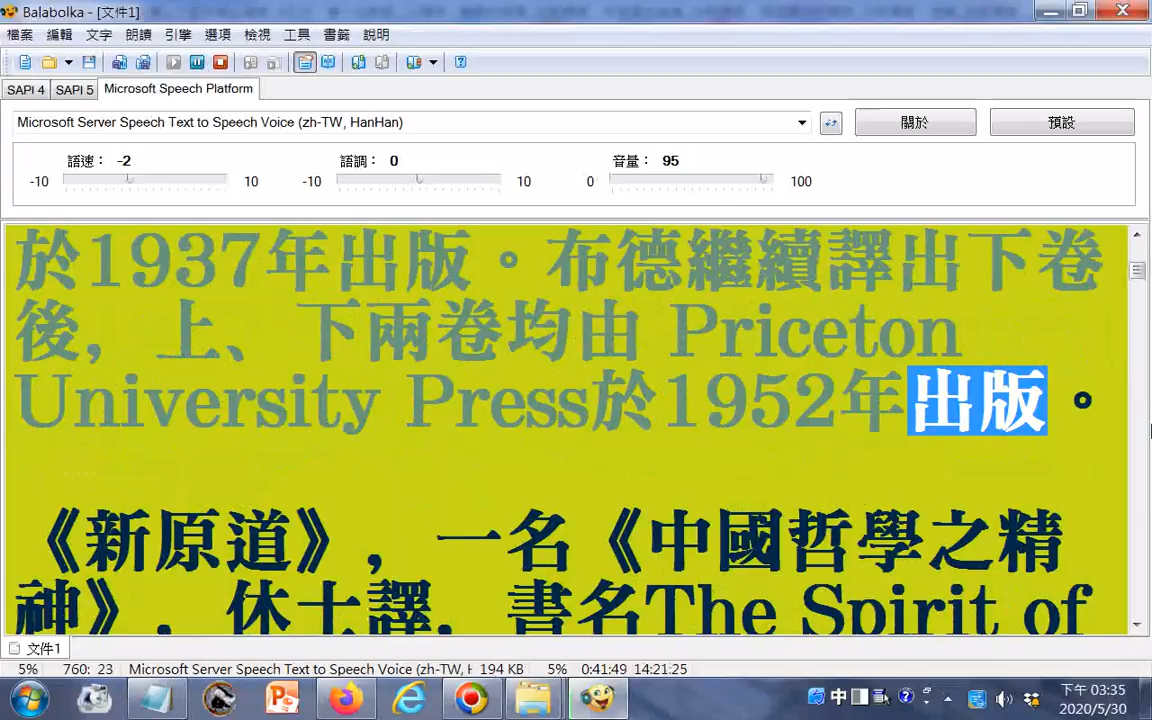 Balabolka - [文件1]
檔案 編輯 文字 朗讀 引擎 選項 檢視 工具 書籤 說明
SAPI 4 SAPI 5 Microsoft Speech Platform
Microsoft Server Speech Text to Speech Voice (zh-TW, HanHan) 關於 預設
語速： -2 語調： 0 音量： 95
-10 10 -10 10 0 100
於1937年出版。布德繼續譯出下卷
後，上、下兩卷均由 Priceton
University Press於1952年出版。
《新原道》，一名《中國哲學之精
神》，休士譯，書名The Spirit of
文件1
5% 760: 23 Microsoft Server Speech Text to Speech Voice (zh-TW, H 194 KB 5% 0:41:49 14:21:25
中 下午 03:35
2020/5/30